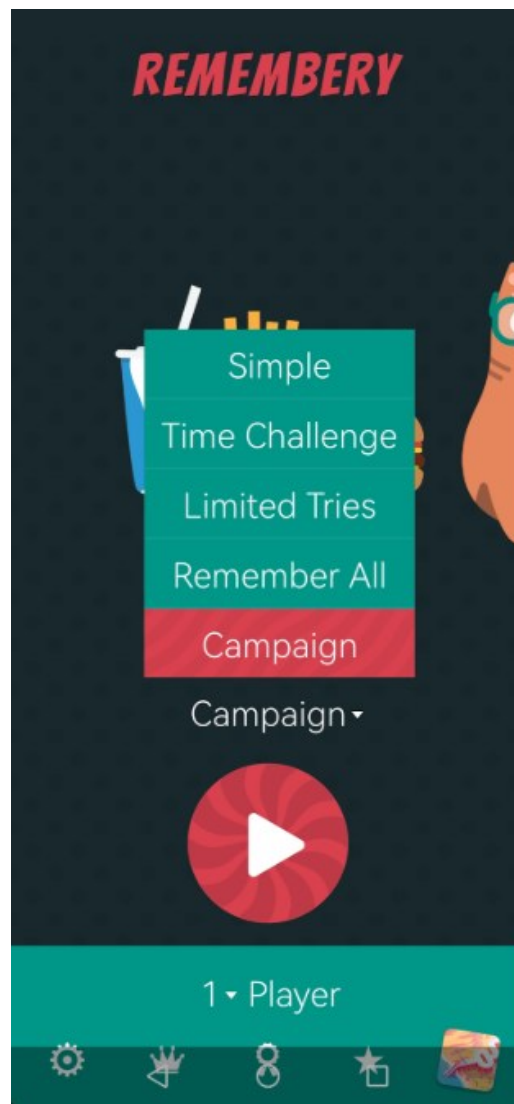 REMEMBERY
Simple
Time Challenge
Limited Tries
Remember All
Campaign
Campaign
1 Player